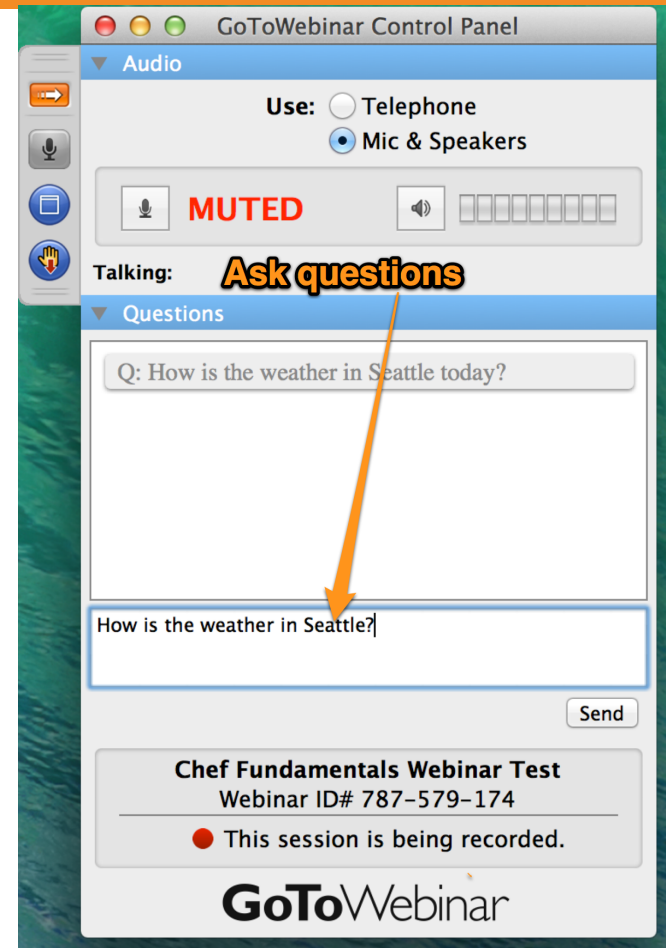 GoToWebinar Control Panel
Audio
Use: Telephone
Mic & Speakers
MUTED
Talking:
Ask questions
Questions
Q: How is the weather in Seattle today?
How is the weather in Seattle?
Send
Chef Fundamentals Webinar Test
Webinar ID# 787-579-174
This session is being recorded.
GoToWebinar